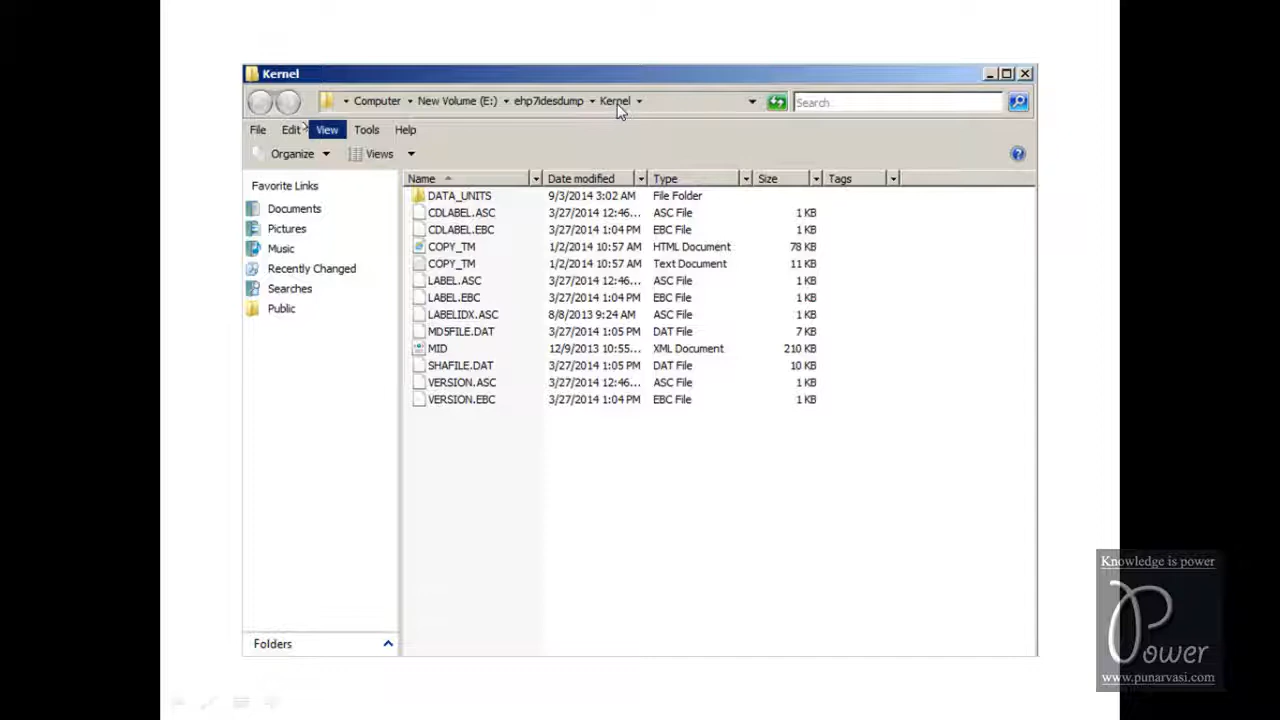 Kernel
Computer New Volume (E:) ehp7idesdump Kernel Search
File Edit View Tools Help
Organize Views
Favorite Links
Documents
Pictures
Music
Recently Changed
Searches
Public
Folders
Name Date modified Type Size Tags
DATA_UNITS 9/3/2014 3:02 AM File Folder
CDLABEL.ASC 3/27/2014 12:46... ASC File 1 KB
CDLABEL.EBC 3/27/2014 1:04 PM EBC File 1 KB
COPY_TM 1/2/2014 10:57 AM HTML Document 78 KB
COPY_TM 1/2/2014 10:57 AM Text Document 11 KB
LABEL.ASC 3/27/2014 12:46... ASC File 1 KB
LABEL.EBC 3/27/2014 1:04 PM EBC File 1 KB
LABELIDX.ASC 8/8/2013 9:24 AM ASC File 1 KB
MD5FILE.DAT 3/27/2014 1:05 PM DAT File 7 KB
MID 12/9/2013 10:55... XML Document 210 KB
SHAFILE.DAT 3/27/2014 1:05 PM DAT File 10 KB
VERSION.ASC 3/27/2014 12:46... ASC File 1 KB
VERSION.EBC 3/27/2014 1:04 PM EBC File 1 KB
Knowledge is power
Power
www.punarvasi.com